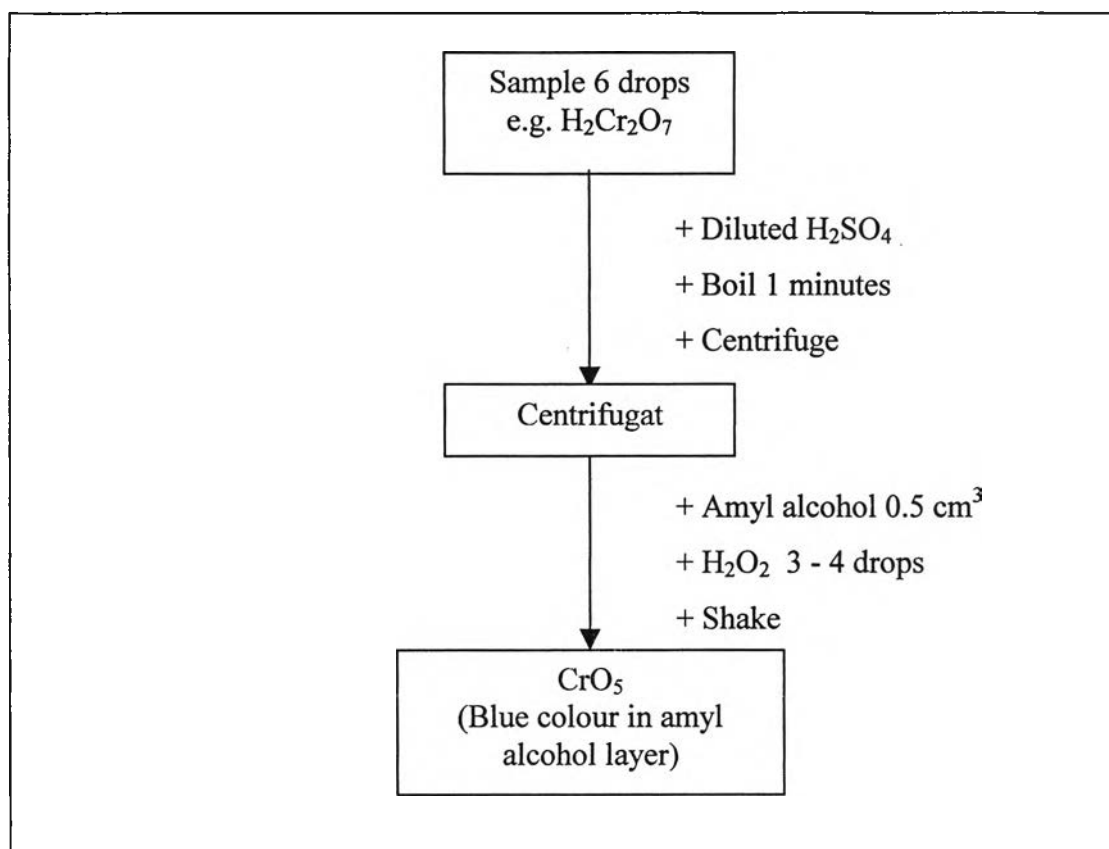 Sample 6 drops
e.g. H₂Cr₂O₇
+ Diluted H₂SO₄
+ Boil 1 minutes
+ Centrifuge
Centrifugat
+ Amyl alcohol 0.5 cm³
+ H₂O₂ 3 - 4 drops
+ Shake
CrO₅
(Blue colour in amyl
alcohol layer)